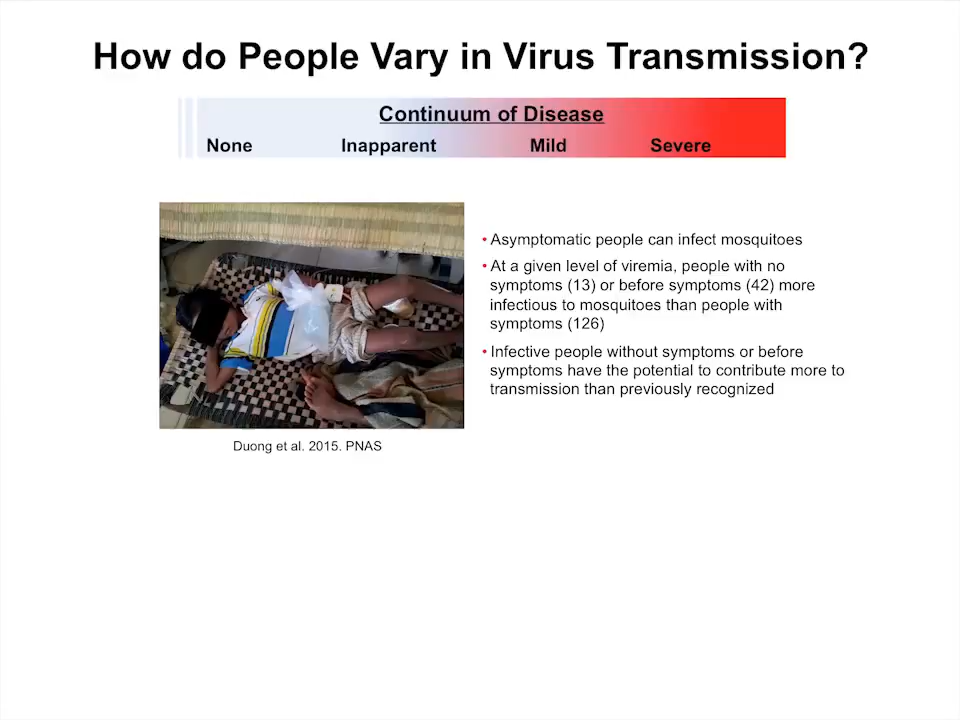 How do People Vary in Virus Transmission?
Continuum of Disease
None Inapparent Mild Severe
• Asymptomatic people can infect mosquitoes
• At a given level of viremia, people with no
symptoms (13) or before symptoms (42) more
infectious to mosquitoes than people with
symptoms (126)
• Infective people without symptoms or before
symptoms have the potential to contribute more to
transmission than previously recognized
Duong et al. 2015. PNAS